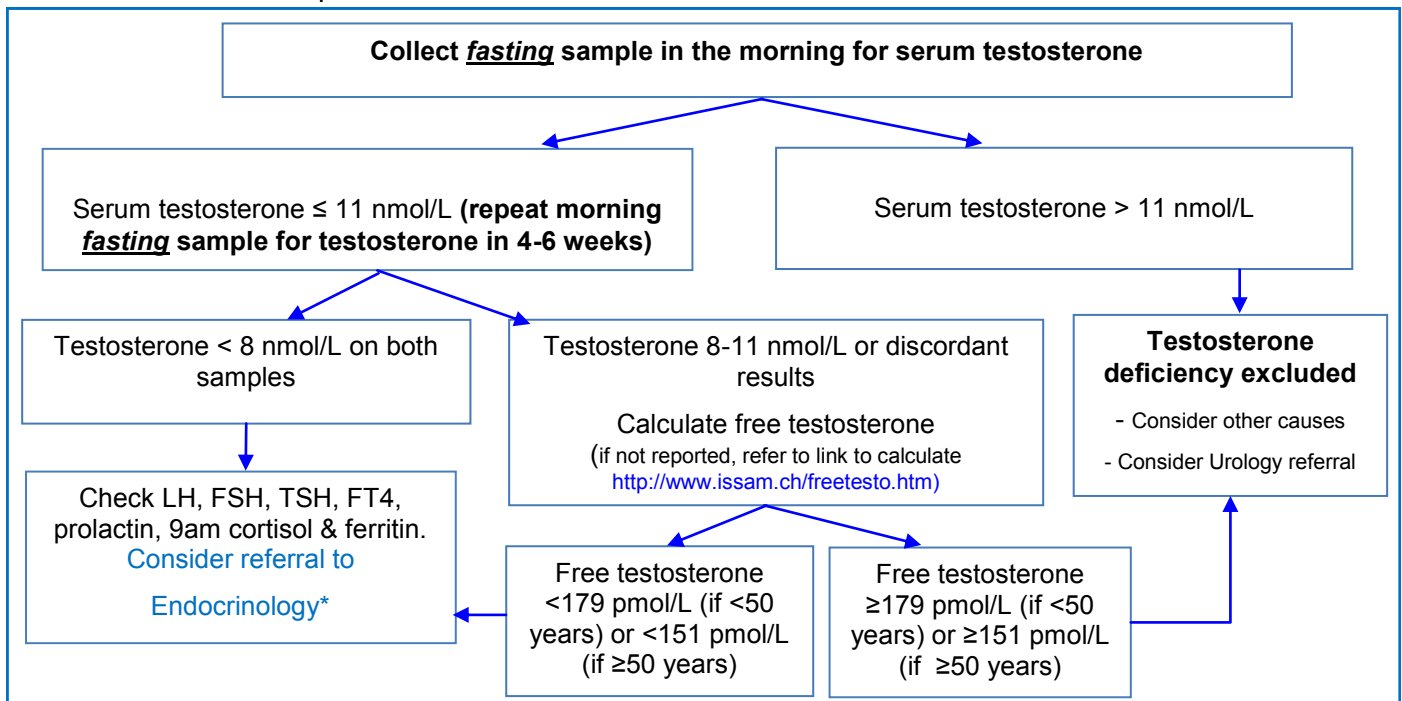 Collect fasting sample in the morning for serum testosterone
Serum testosterone ≤ 11 nmol/L (repeat morning
fasting sample for testosterone in 4-6 weeks)
Serum testosterone > 11 nmol/L
Testosterone < 8 nmol/L on both
samples
Testosterone 8-11 nmol/L or discordant
results
Calculate free testosterone
(if not reported, refer to link to calculate
http://www.issam.ch/freetesto.htm)
Testosterone
deficiency excluded
- Consider other causes
- Consider Urology referral
Check LH, FSH, TSH, FT4,
prolactin, 9am cortisol & ferritin.
Consider referral to
Endocrinology*
Free testosterone
<179 pmol/L (if <50
years) or <151 pmol/L
(if ≥50 years)
Free testosterone
≥179 pmol/L (if <50
years) or ≥151 pmol/L
(if ≥50 years)